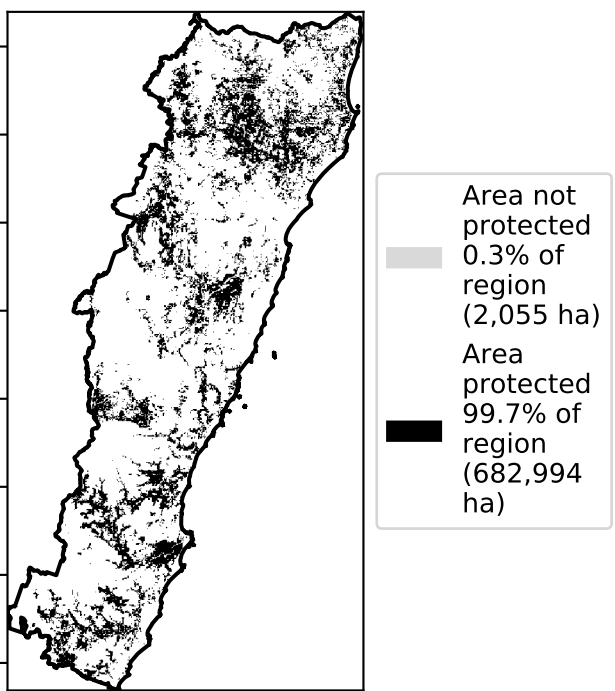 Area not
protected
0.3% of
region
(2,055 ha)
Area
protected
99.7% of
region
(682,994
ha)